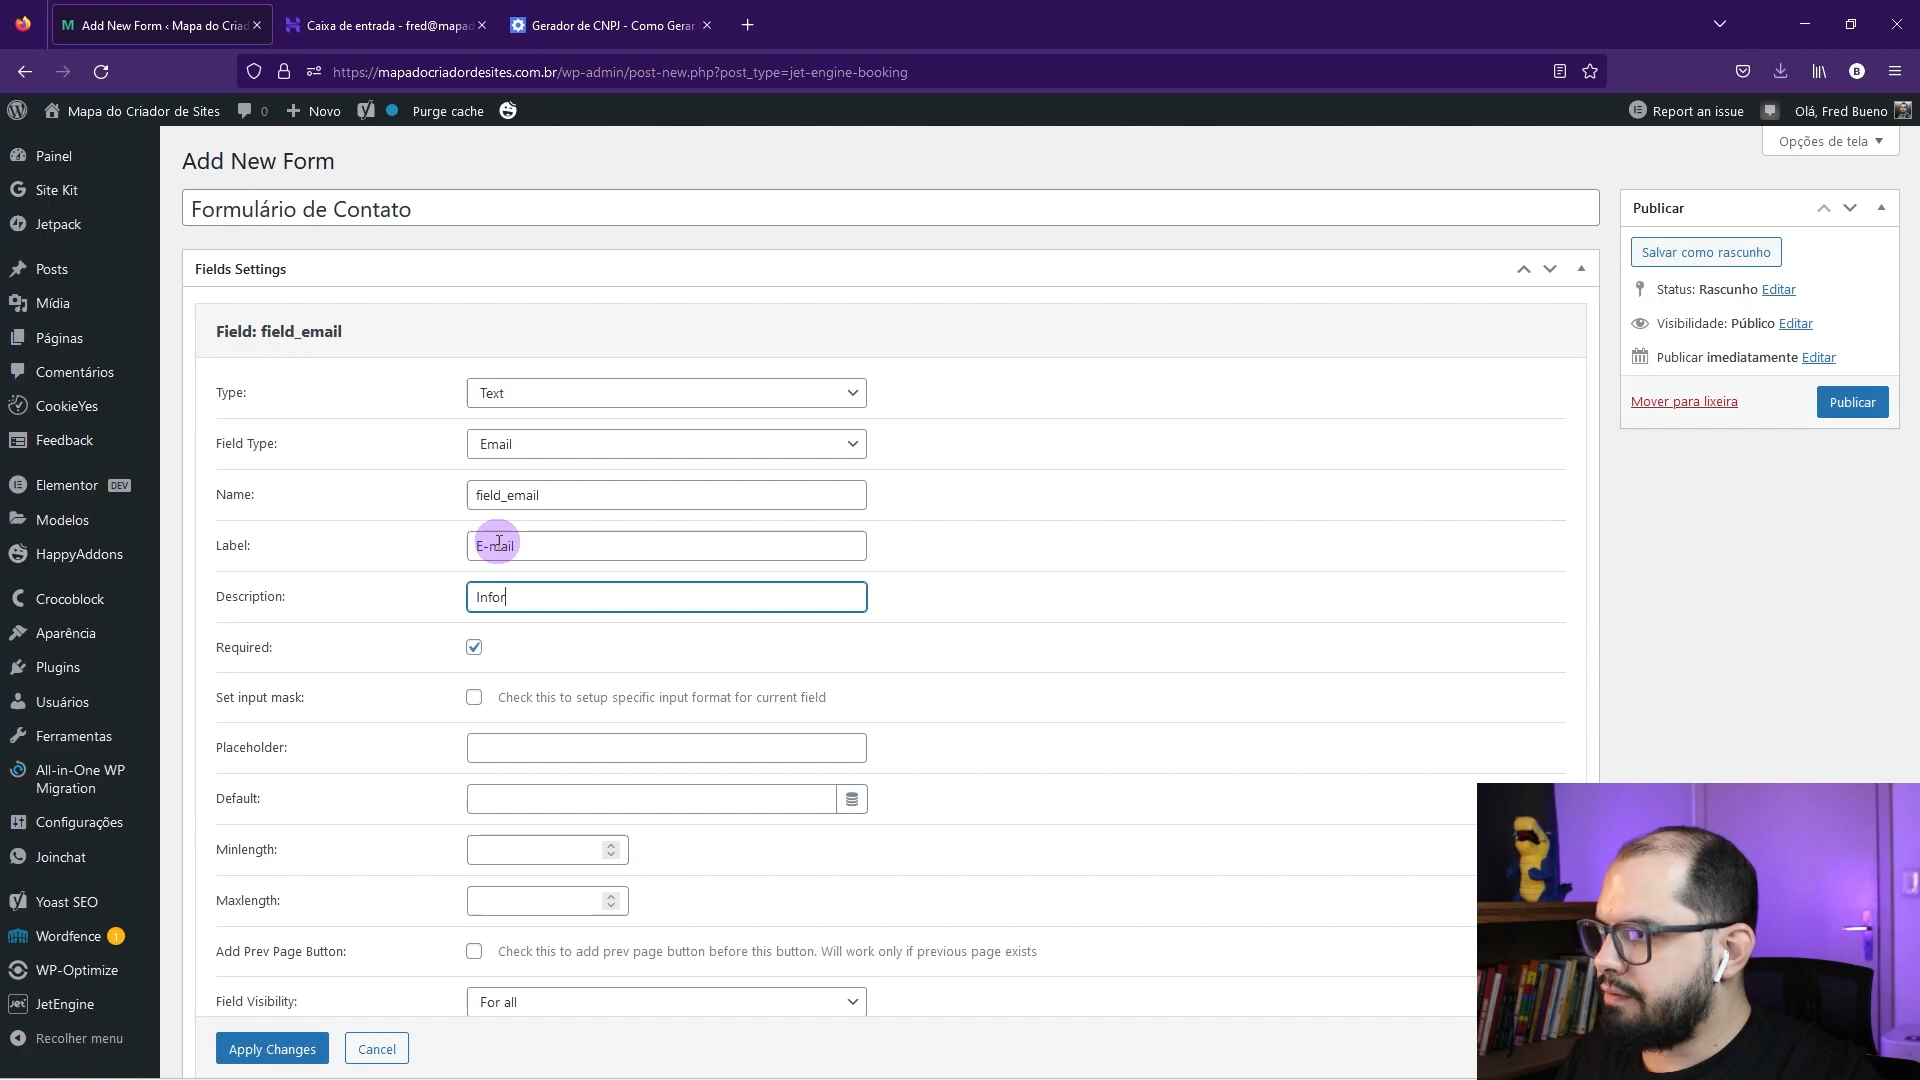 Add New Form ‹ Mapa do Criad
Caixa de entrada - fred@mapad
Gerador de CNPJ - Como Gerar
https://mapadocriadordesites.com.br/wp-admin/post-new.php?post_type=jet-engine-booking
B
Mapa do Criador de Sites
0
Novo
Purge cache
Report an issue
Olá, Fred Bueno
Opções de tela
Painel
Site Kit
Jetpack
Posts
Mídia
Páginas
Comentários
CookieYes
Feedback
Elementor DEV
Modelos
HappyAddons
Crocoblock
Aparência
Plugins
Usuários
Ferramentas
All-in-One WP
Migration
Configurações
Joinchat
Yoast SEO
Wordfence 1
WP-Optimize
JetEngine
Recolher menu
Add New Form
Formulário de Contato
Fields Settings
Field: field_email
Type:
Text
Field Type:
Email
Name:
field_email
Label:
E-mail
Description:
Infor
Required:
Set input mask:
Check this to setup specific input format for current field
Placeholder:
Default:
Minlength:
Maxlength:
Add Prev Page Button:
Check this to add prev page button before this button. Will work only if previous page exists
Field Visibility:
For all
Apply Changes
Cancel
Publicar
Salvar como rascunho
Status: Rascunho Editar
Visibilidade: Público Editar
Publicar imediatamente Editar
Mover para lixeira
Publicar